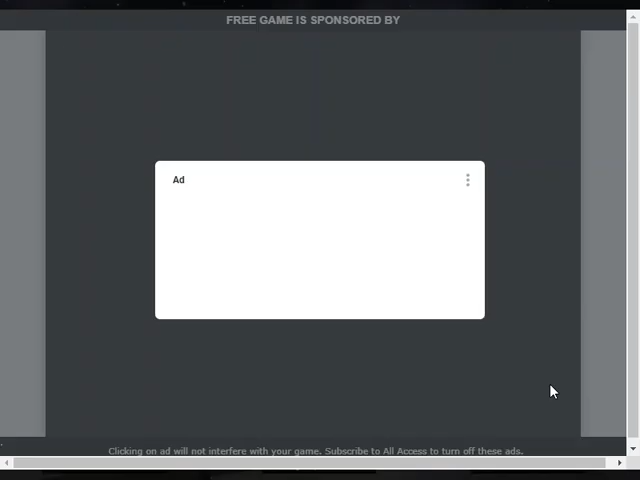 FREE GAME IS SPONSORED BY
Ad
Clicking on ad will not interfere with your game. Subscribe to All Access to turn off these ads.